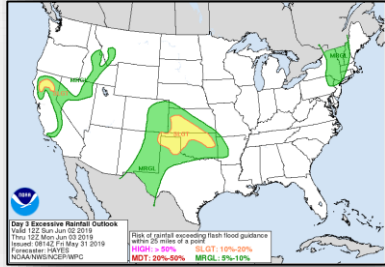 MRGL
SLGT
MRGL
SLGT
MRGL
NOAA
Day 3 Excessive Rainfall Outlook
Valid 12Z Sun Jun 02 2019
Thru 12Z Mon Jun 03 2019
Issued: 0814Z Fri May 31 2019
Forecaster: HAYES
NOAA/NWS/NCEP/WPC
Risk of rainfall exceeding flash flood guidance
within 25 miles of a point
HIGH: > 50% SLGT: 10%-20%
MDT: 20%-50% MRGL: 5%-10%